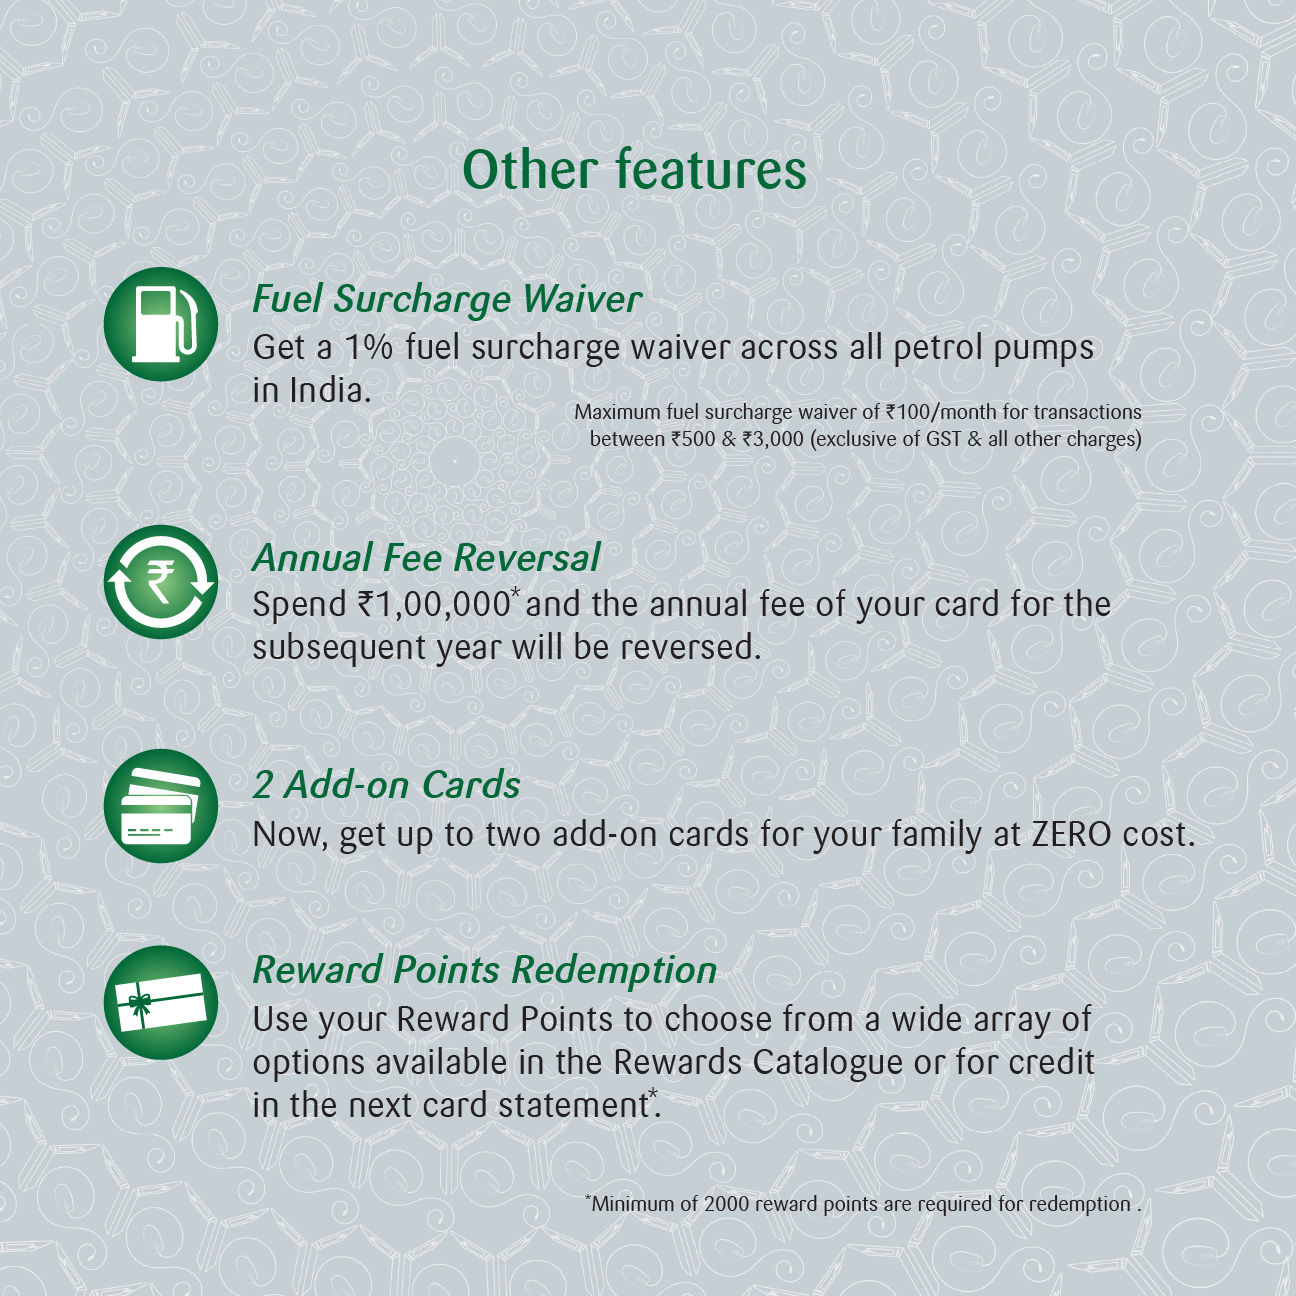 Other features
Fuel Surcharge Waiver
Get a 1% fuel surcharge waiver across all petrol pumps
in India.
Maximum fuel surcharge waiver of ₹100/month for transactions
between ₹500 & ₹3,000 (exclusive of GST & all other charges)
₹
Annual Fee Reversal
Spend ₹1,00,000* and the annual fee of your card for the
subsequent year will be reversed.
2 Add-on Cards
Now, get up to two add-on cards for your family at ZERO cost.
Reward Points Redemption
Use your Reward Points to choose from a wide array of
options available in the Rewards Catalogue or for credit
in the next card statement*.
*Minimum of 2000 reward points are required for redemption .